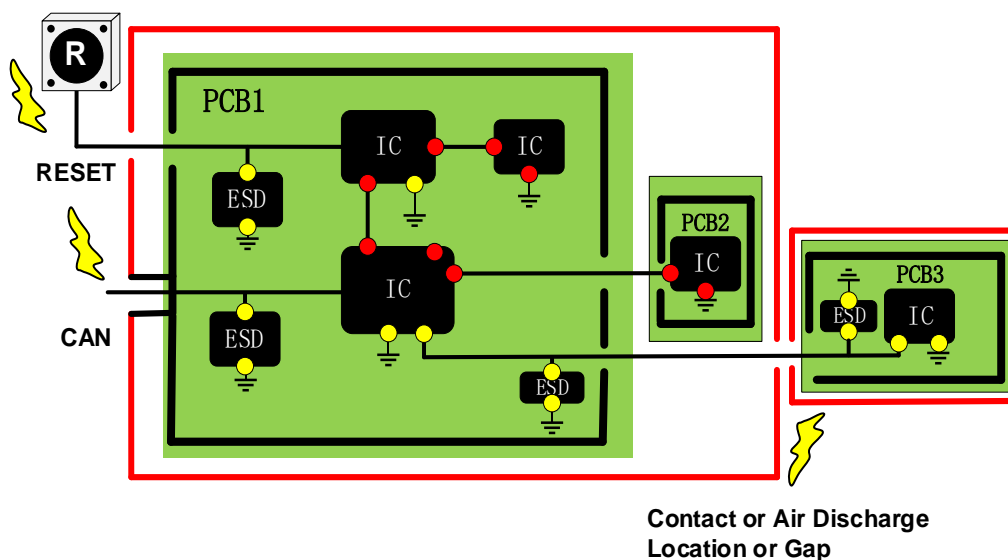 R
PCB1
IC
IC
RESET
ESD
PCB2
IC
PCB3
IC
CAN
ESD
IC
ESD
IC
ESD
Contact or Air Discharge
Location or Gap